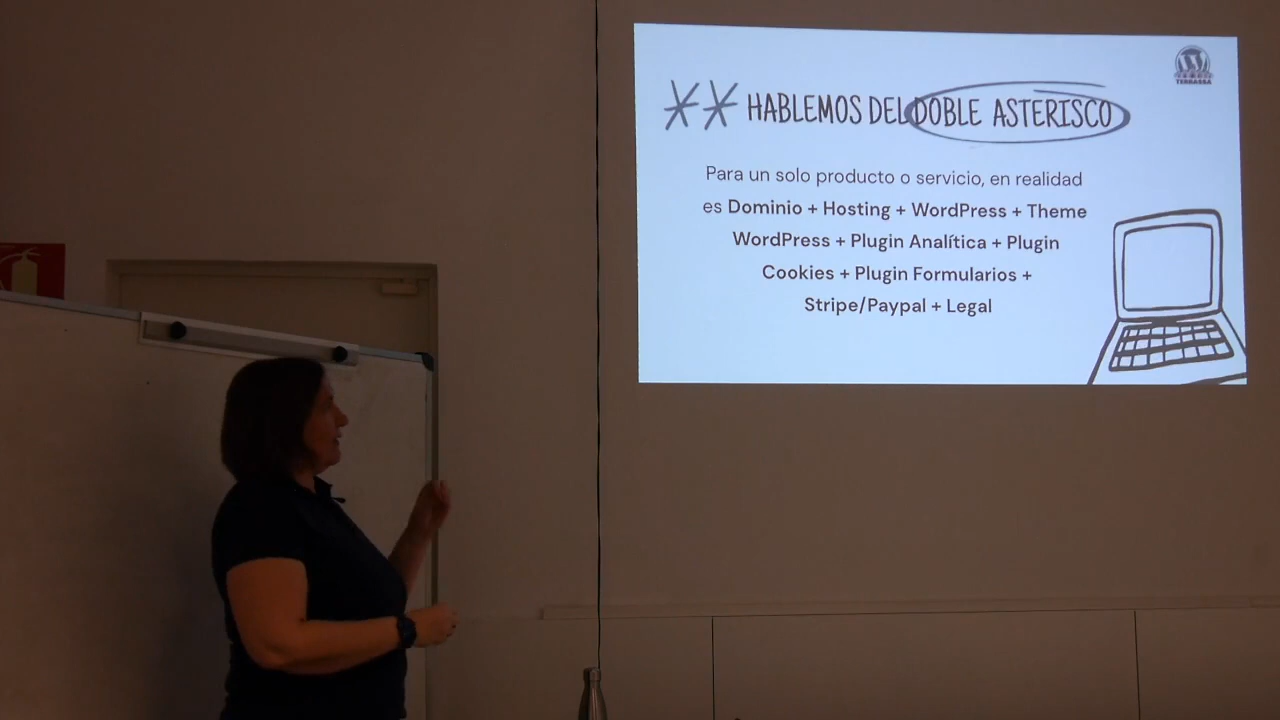 TERRASSA
** HABLEMOS DEL DOBLE ASTERISCO
Para un solo producto o servicio, en realidad
es Dominio + Hosting + WordPress + Theme
WordPress + Plugin Analítica + Plugin
Cookies + Plugin Formularios +
Stripe/Paypal + Legal